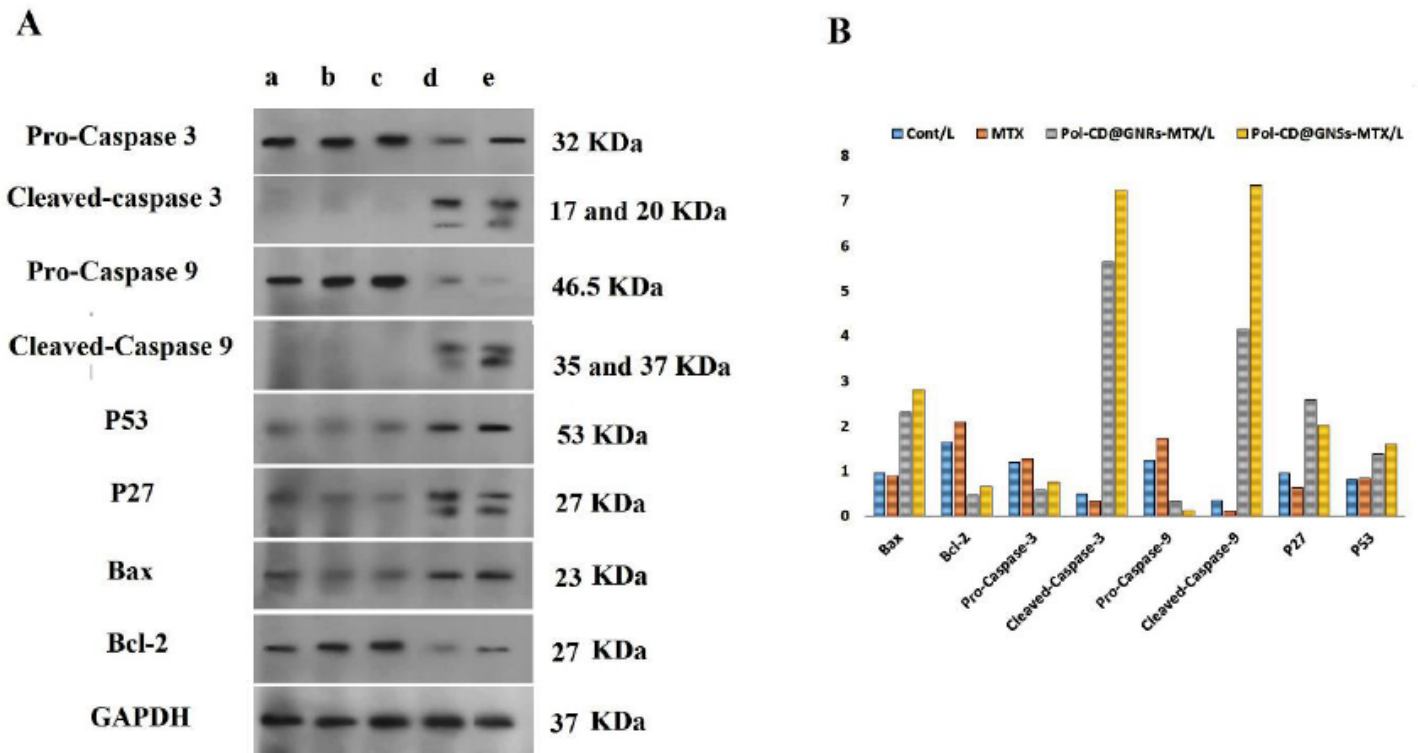 A
a b c d e
Pro-Caspase 3 32 KDa
Cleaved-caspase 3 17 and 20 KDa
Pro-Caspase 9 46.5 KDa
Cleaved-Caspase 9 35 and 37 KDa
P53 53 KDa
P27 27 KDa
Bax 23 KDa
Bcl-2 27 KDa
GAPDH 37 KDa
B
Cont/L MTX Pol-CD@GNRs-MTX/L Pol-CD@GNSs-MTX/L
8
7
6
5
4
3
2
1
0
Bax Bcl-2 Pro-Caspase-3 Cleaved-Caspase-3 Pro-Caspase-9 Cleaved-Caspase-9 P27 P53